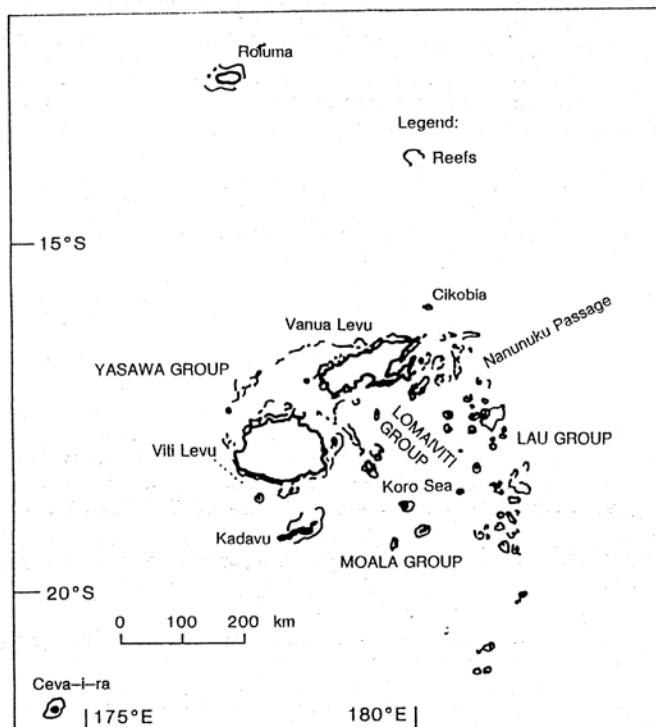 Rotuma
Legend:
Reefs
15°S
Cikobia
Vanua Levu
Nanunuku Passage
YASAWA GROUP
LOMAIVITI
GROUP
LAU GROUP
Viti Levu
Koro Sea
Kadavu
MOALA GROUP
20°S
0 100 200 km
Ceva-i-ra
175°E
180°E